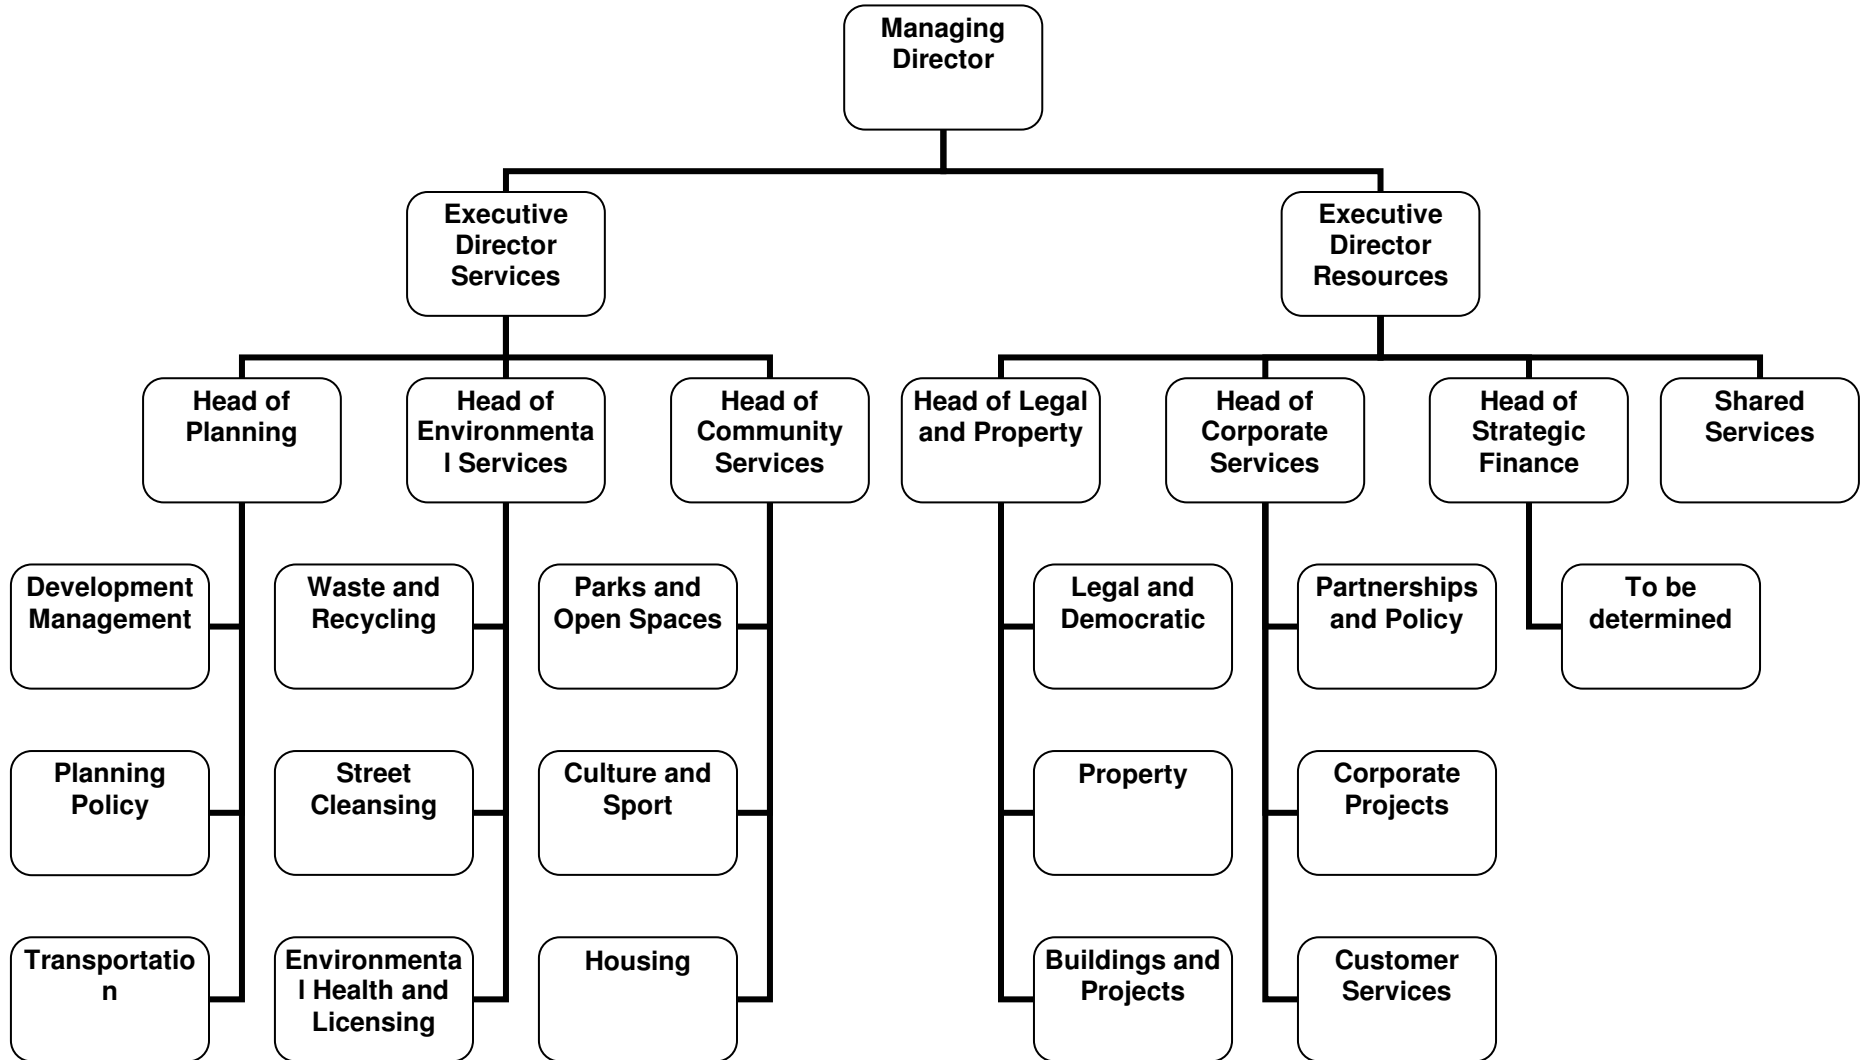 Managing
Director
Executive
Director
Services
Executive
Director
Resources
Head of
Planning
Head of
Environmenta
l Services
Head of
Community
Services
Head of Legal
and Property
Head of
Corporate
Services
Head of
Strategic
Finance
Shared
Services
Development
Management
Waste and
Recycling
Parks and
Open Spaces
Legal and
Democratic
Partnerships
and Policy
To be
determined
Planning
Policy
Street
Cleansing
Culture and
Sport
Property
Corporate
Projects
Transportatio
n
Environmenta
l Health and
Licensing
Housing
Buildings and
Projects
Customer
Services